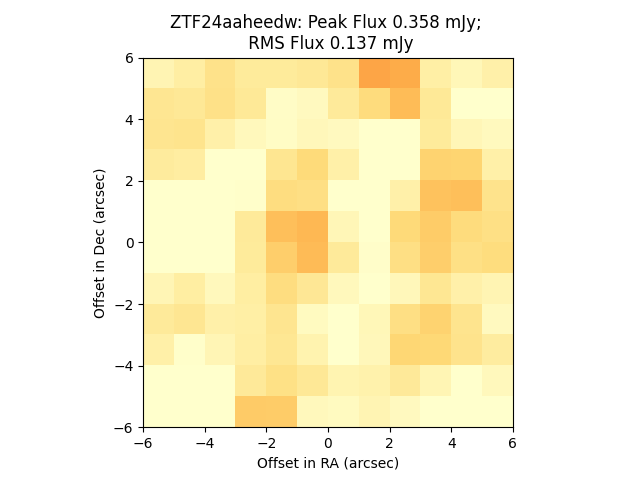 ZTF24aaheedw: Peak Flux 0.358 mJy;
RMS Flux 0.137 mJy
6
4
2
0
−2
−4
−6
Offset in Dec (arcsec)
−6 −4 −2 0 2 4 6
Offset in RA (arcsec)